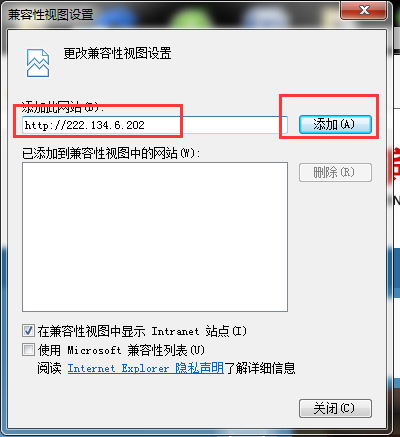 兼容性视图设置
更改兼容性视图设置
添加此网站(D):
http://222.134.6.202
添加(A)
已添加到兼容性视图中的网站(W):
删除(R)
在兼容性视图中显示 Intranet 站点(I)
使用 Microsoft 兼容性列表(U)
阅读 Internet Explorer 隐私声明了解详细信息
关闭(C)